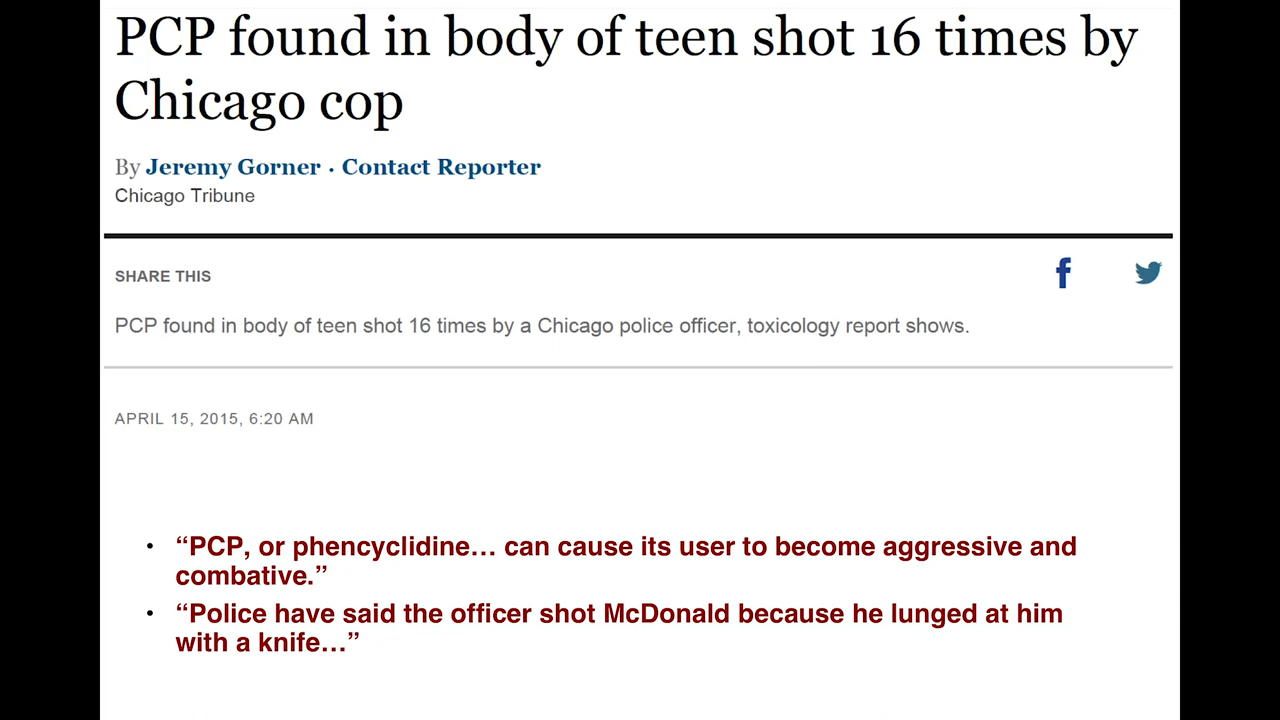 PCP found in body of teen shot 16 times by
Chicago cop
By Jeremy Gorner · Contact Reporter
Chicago Tribune
SHARE THIS
PCP found in body of teen shot 16 times by a Chicago police officer, toxicology report shows.
APRIL 15, 2015, 6:20 AM
• “PCP, or phencyclidine… can cause its user to become aggressive and
combative.”
• “Police have said the officer shot McDonald because he lunged at him
with a knife…”